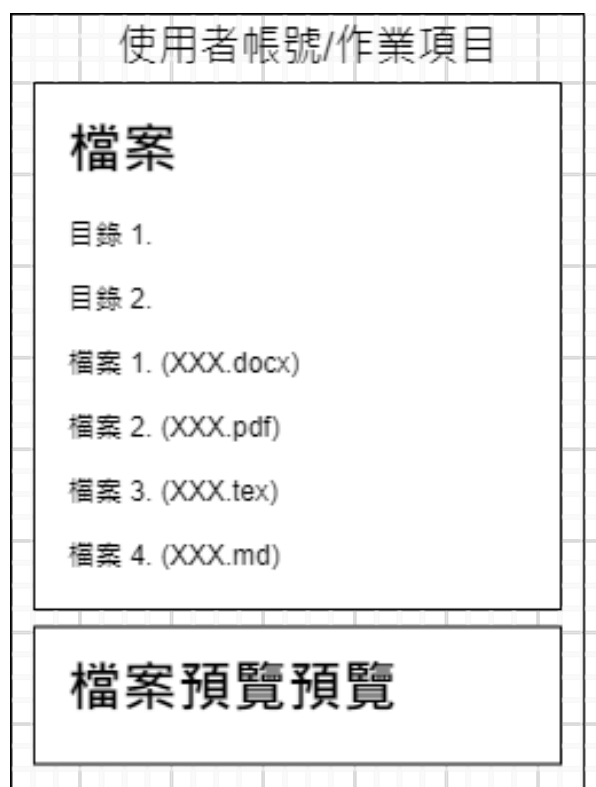 使用者帳號/作業項目
檔案
目錄 1.
目錄 2.
檔案 1. (XXX.docx)
檔案 2. (XXX.pdf)
檔案 3. (XXX.tex)
檔案 4. (XXX.md)
檔案預覽預覽